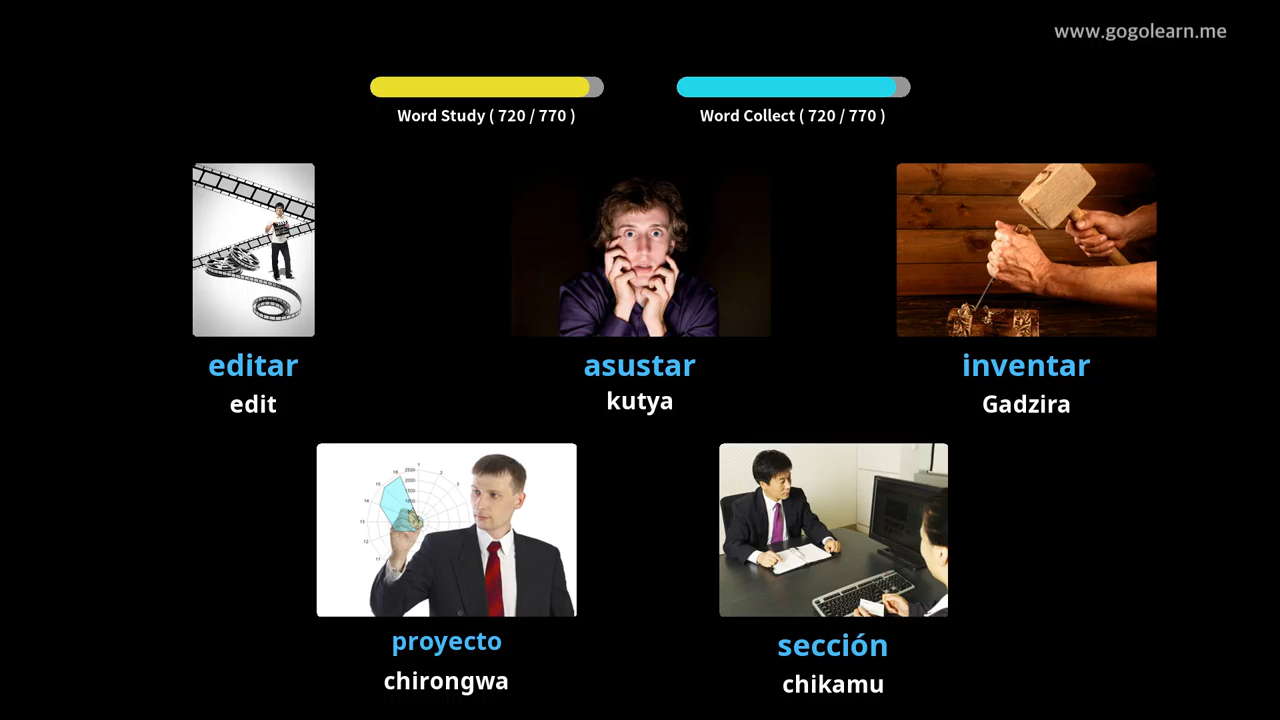 www.gogolearn.me
Word Study ( 720 / 770 )
Word Collect ( 720 / 770 )
editar
edit
asustar
kutya
inventar
Gadzira
proyecto
chirongwa
sección
chikamu